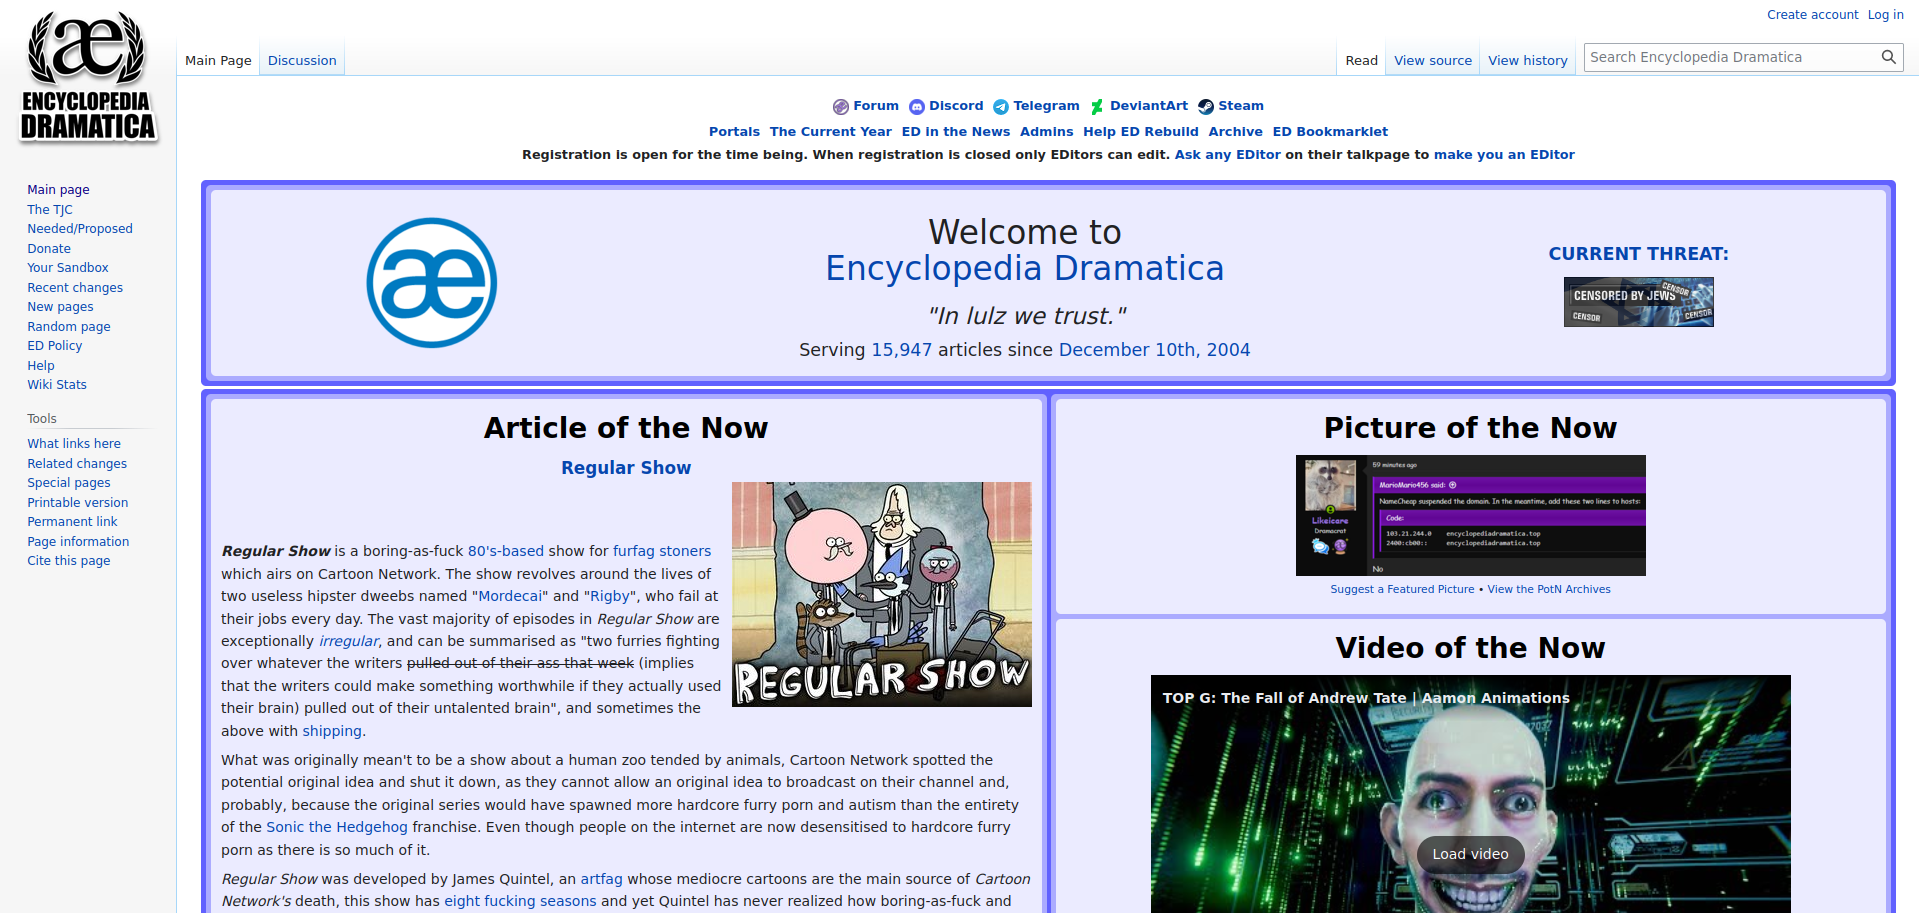 Create account Log in
ENCYCLOPEDIA
DRAMATICA
Main Page Discussion Read View source View history Search Encyclopedia Dramatica
Forum Discord Telegram DeviantArt Steam
Portals The Current Year ED in the News Admins Help ED Rebuild Archive ED Bookmarklet
Registration is open for the time being. When registration is closed only EDitors can edit. Ask any EDitor on their talkpage to make you an EDitor
Main page
The TJC
Needed/Proposed
Donate
Your Sandbox
Recent changes
New pages
Random page
ED Policy
Help
Wiki Stats
Tools
What links here
Related changes
Special pages
Printable version
Permanent link
Page information
Cite this page
æ
Welcome to
Encyclopedia Dramatica
"In lulz we trust."
Serving 15,947 articles since December 10th, 2004
CURRENT THREAT:
CENSORED BY JEWS
CENSOR
CENSOR
CENSOR
Article of the Now
Regular Show
Regular Show is a boring-as-fuck 80's-based show for furfag stoners
which airs on Cartoon Network. The show revolves around the lives of
two useless hipster dweebs named "Mordecai" and "Rigby", who fail at
their jobs every day. The vast majority of episodes in Regular Show are
exceptionally irregular, and can be summarised as "two furries fighting
over whatever the writers pulled out of their ass that week (implies
that the writers could make something worthwhile if they actually used
their brain) pulled out of their untalented brain", and sometimes the
above with shipping.
REGULAR SHOW
What was originally mean't to be a show about a human zoo tended by animals, Cartoon Network spotted the
potential original idea and shut it down, as they cannot allow an original idea to broadcast on their channel and,
probably, because the original series would have spawned more hardcore furry porn and autism than the entirety
of the Sonic the Hedgehog franchise. Even though people on the internet are now desensitised to hardcore furry
porn as there is so much of it.
Regular Show was developed by James Quintel, an artfag whose mediocre cartoons are the main source of Cartoon
Network's death, this show has eight fucking seasons and yet Quintel has never realized how boring-as-fuck and
Picture of the Now
59 minutes ago
MarioMario456 said:
NameCheap suspended the domain. In the meantime, add these two lines to hosts:
Code:
103.21.244.0 encyclopediadramatica.top
2400:cb00:: encyclopediadramatica.top
No
Likeicare
Dramacrat
Suggest a Featured Picture • View the PotN Archives
Video of the Now
TOP G: The Fall of Andrew Tate | Aamon Animations
Load video